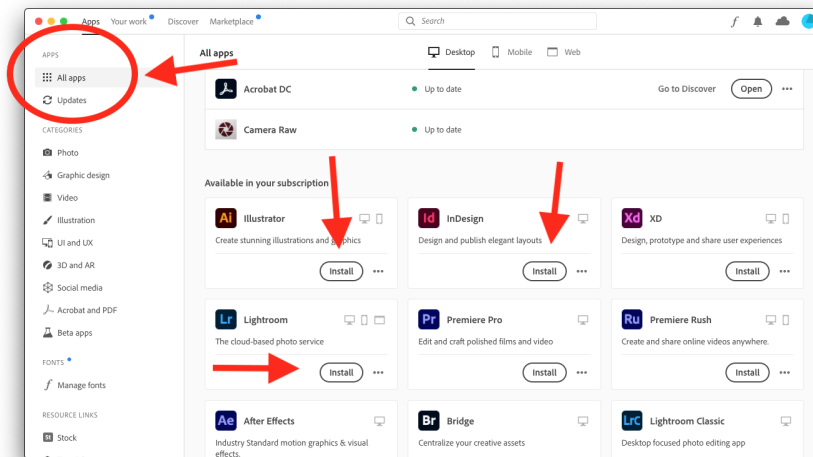 Apps Your work Discover Marketplace Search
APPS
All apps
Updates
CATEGORIES
Photo
Graphic design
Video
Illustration
UI and UX
3D and AR
Social media
Acrobat and PDF
Beta apps
FONTS
Manage fonts
RESOURCE LINKS
St Stock
All apps Desktop Mobile Web
Acrobat DC Up to date Go to Discover Open
Camera Raw Up to date
Available in your subscription
Ai Illustrator
Create stunning illustrations and graphics
Install
Id InDesign
Design and publish elegant layouts
Install
Xd XD
Design, prototype and share user experiences
Install
Lr Lightroom
The cloud-based photo service
Install
Pr Premiere Pro
Edit and craft polished films and video
Install
Ru Premiere Rush
Create and share online videos anywhere.
Install
Ae After Effects
Industry Standard motion graphics & visual
effects.
Br Bridge
Centralize your creative assets
LrC Lightroom Classic
Desktop focused photo editing app